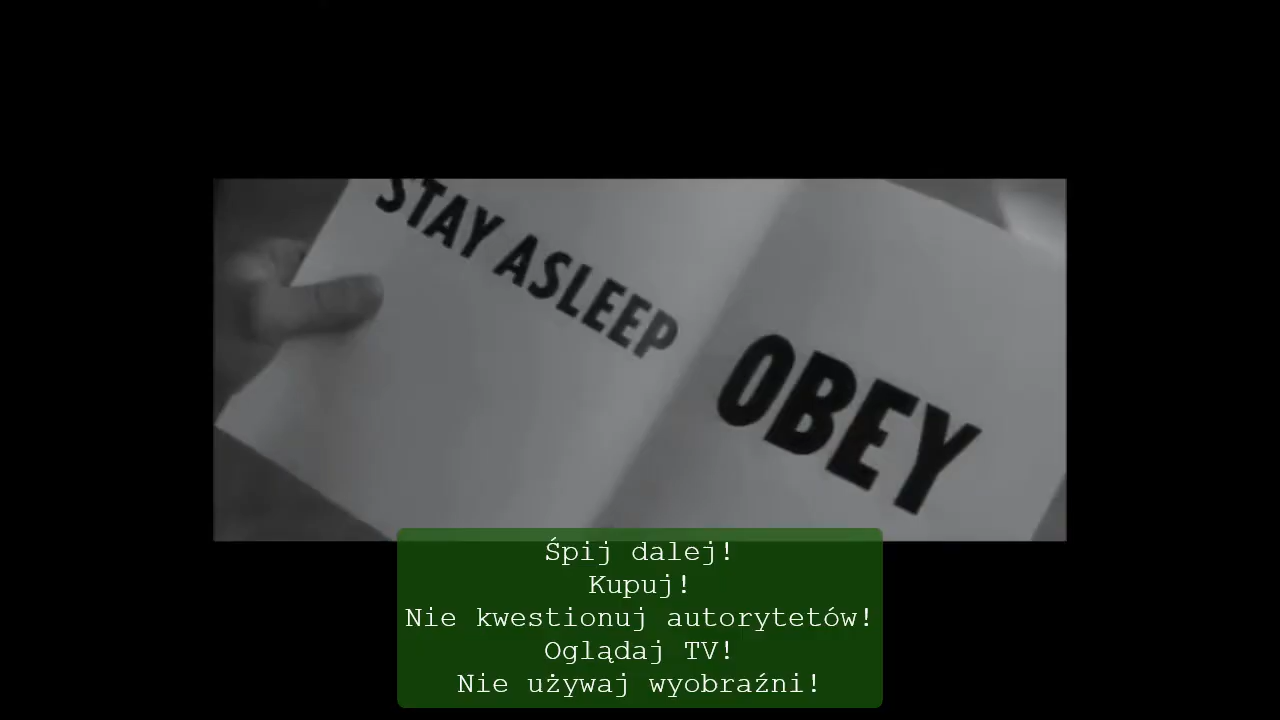 STAY ASLEEP
OBEY
Śpij dalej!
Kupuj!
Nie kwestionuj autorytetów!
Oglądaj TV!
Nie używaj wyobraźni!